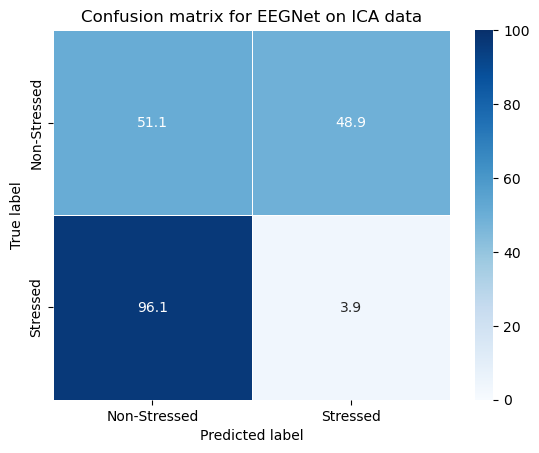 Confusion matrix for EEGNet on ICA data
True label
Non-Stressed
51.1
48.9
Stressed
96.1
3.9
Non-Stressed
Stressed
Predicted label
100
80
60
40
20
0